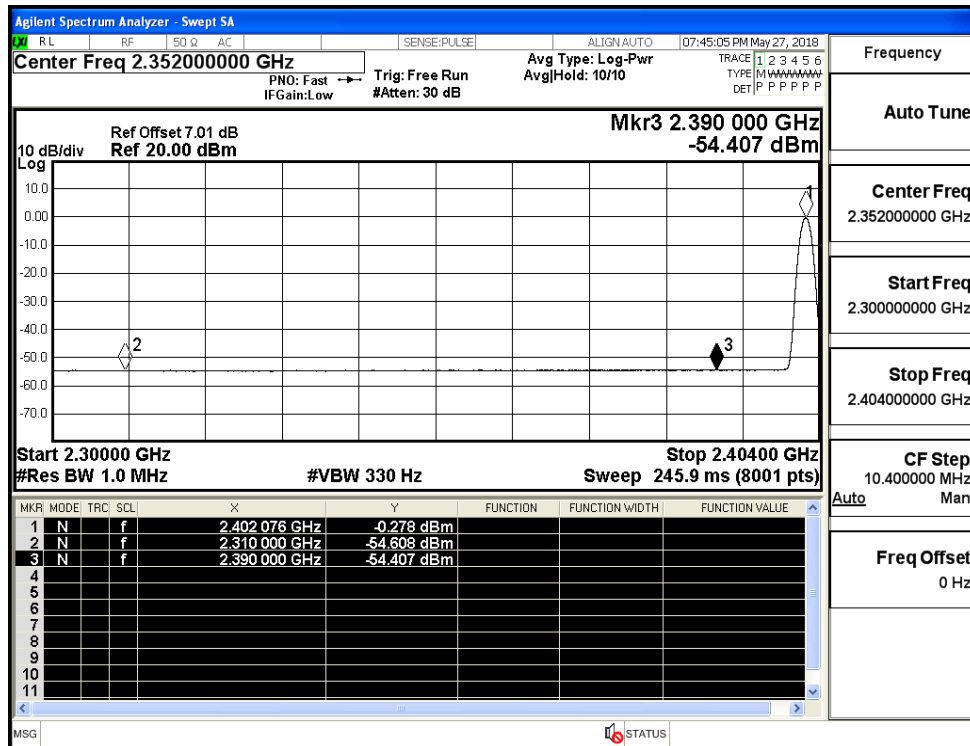 Agilent Spectrum Analyzer - Swept SA
LXI RL RF 50 Ω AC SENSE:PULSE ALIGN AUTO 07:45:05 PM May 27, 2018
Center Freq 2.352000000 GHz
PNO: Fast
IFGain:Low
Trig: Free Run
#Atten: 30 dB
Avg Type: Log-Pwr
Avg|Hold: 10/10
TRACE 1 2 3 4 5 6
TYPE M W W W W W
DET P P P P P P
Ref Offset 7.01 dB
Ref 20.00 dBm
10 dB/div
Log
Mkr3 2.390 000 GHz
-54.407 dBm
10.0
0.00
-10.0
-20.0
-30.0
-40.0
-50.0
-60.0
-70.0
1
2
3
Start 2.30000 GHz
Stop 2.40400 GHz
#Res BW 1.0 MHz
#VBW 330 Hz
Sweep 245.9 ms (8001 pts)
MKR MODE TRC SCL X Y FUNCTION FUNCTION WIDTH FUNCTION VALUE
1 N f 2.402 076 GHz -0.278 dBm
2 N f 2.310 000 GHz -54.608 dBm
3 N f 2.390 000 GHz -54.407 dBm
4
5
6
7
8
9
10
11
MSG
STATUS
Frequency
Auto Tune
Center Freq
2.352000000 GHz
Start Freq
2.300000000 GHz
Stop Freq
2.404000000 GHz
CF Step
10.400000 MHz
Auto Man
Freq Offset
0 Hz